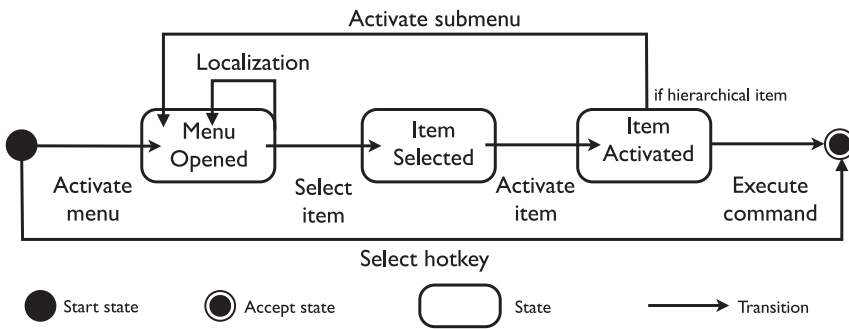 Activate submenu
Localization
if hierarchical item
Menu
Opened
Item
Selected
Item
Activated
Activate
menu
Select
item
Activate
item
Execute
command
Select hotkey
Start state
Accept state
State
Transition